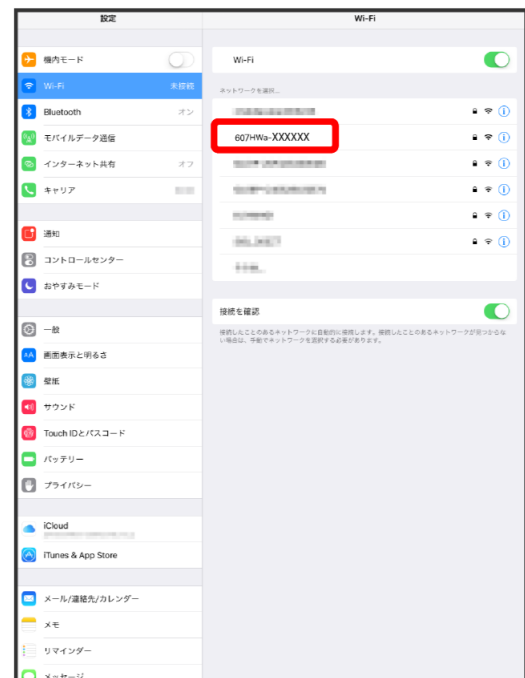 設定
Wi-Fi
機内モード
Wi-Fi 未接続
Bluetooth オン
モバイルデータ通信
インターネット共有 オフ
キャリア
通知
コントロールセンター
おやすみモード
一般
画面表示と明るさ
壁紙
サウンド
Touch IDとパスコード
バッテリー
プライバシー
iCloud
iTunes & App Store
メール/連絡先/カレンダー
メモ
リマインダー
メッセージ
Wi-Fi
ネットワークを選択...
607HWa-XXXXXX
接続を確認
接続したことのあるネットワークに自動的に接続します。接続したことのあるネットワークが見つからな
い場合は、手動でネットワークを選択する必要があります。